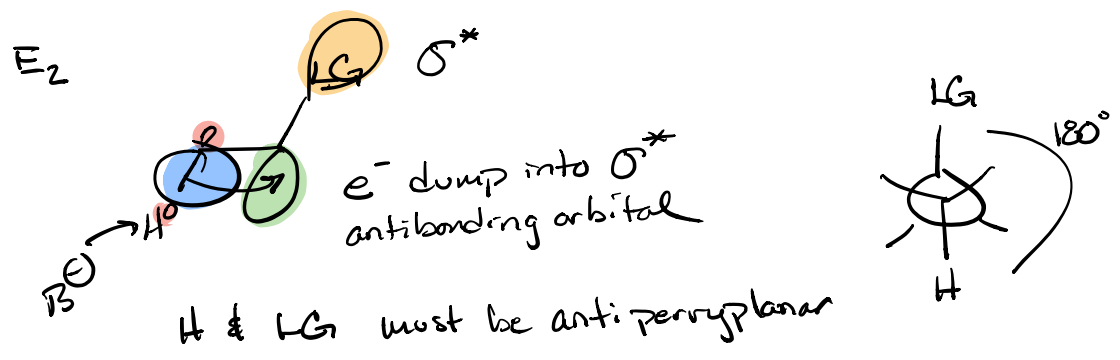 E₂
LG σ*
e⁻ dump into σ*
antibonding orbital
H
B⊖
H & LG must be antiperryplanar
LG
180°
H